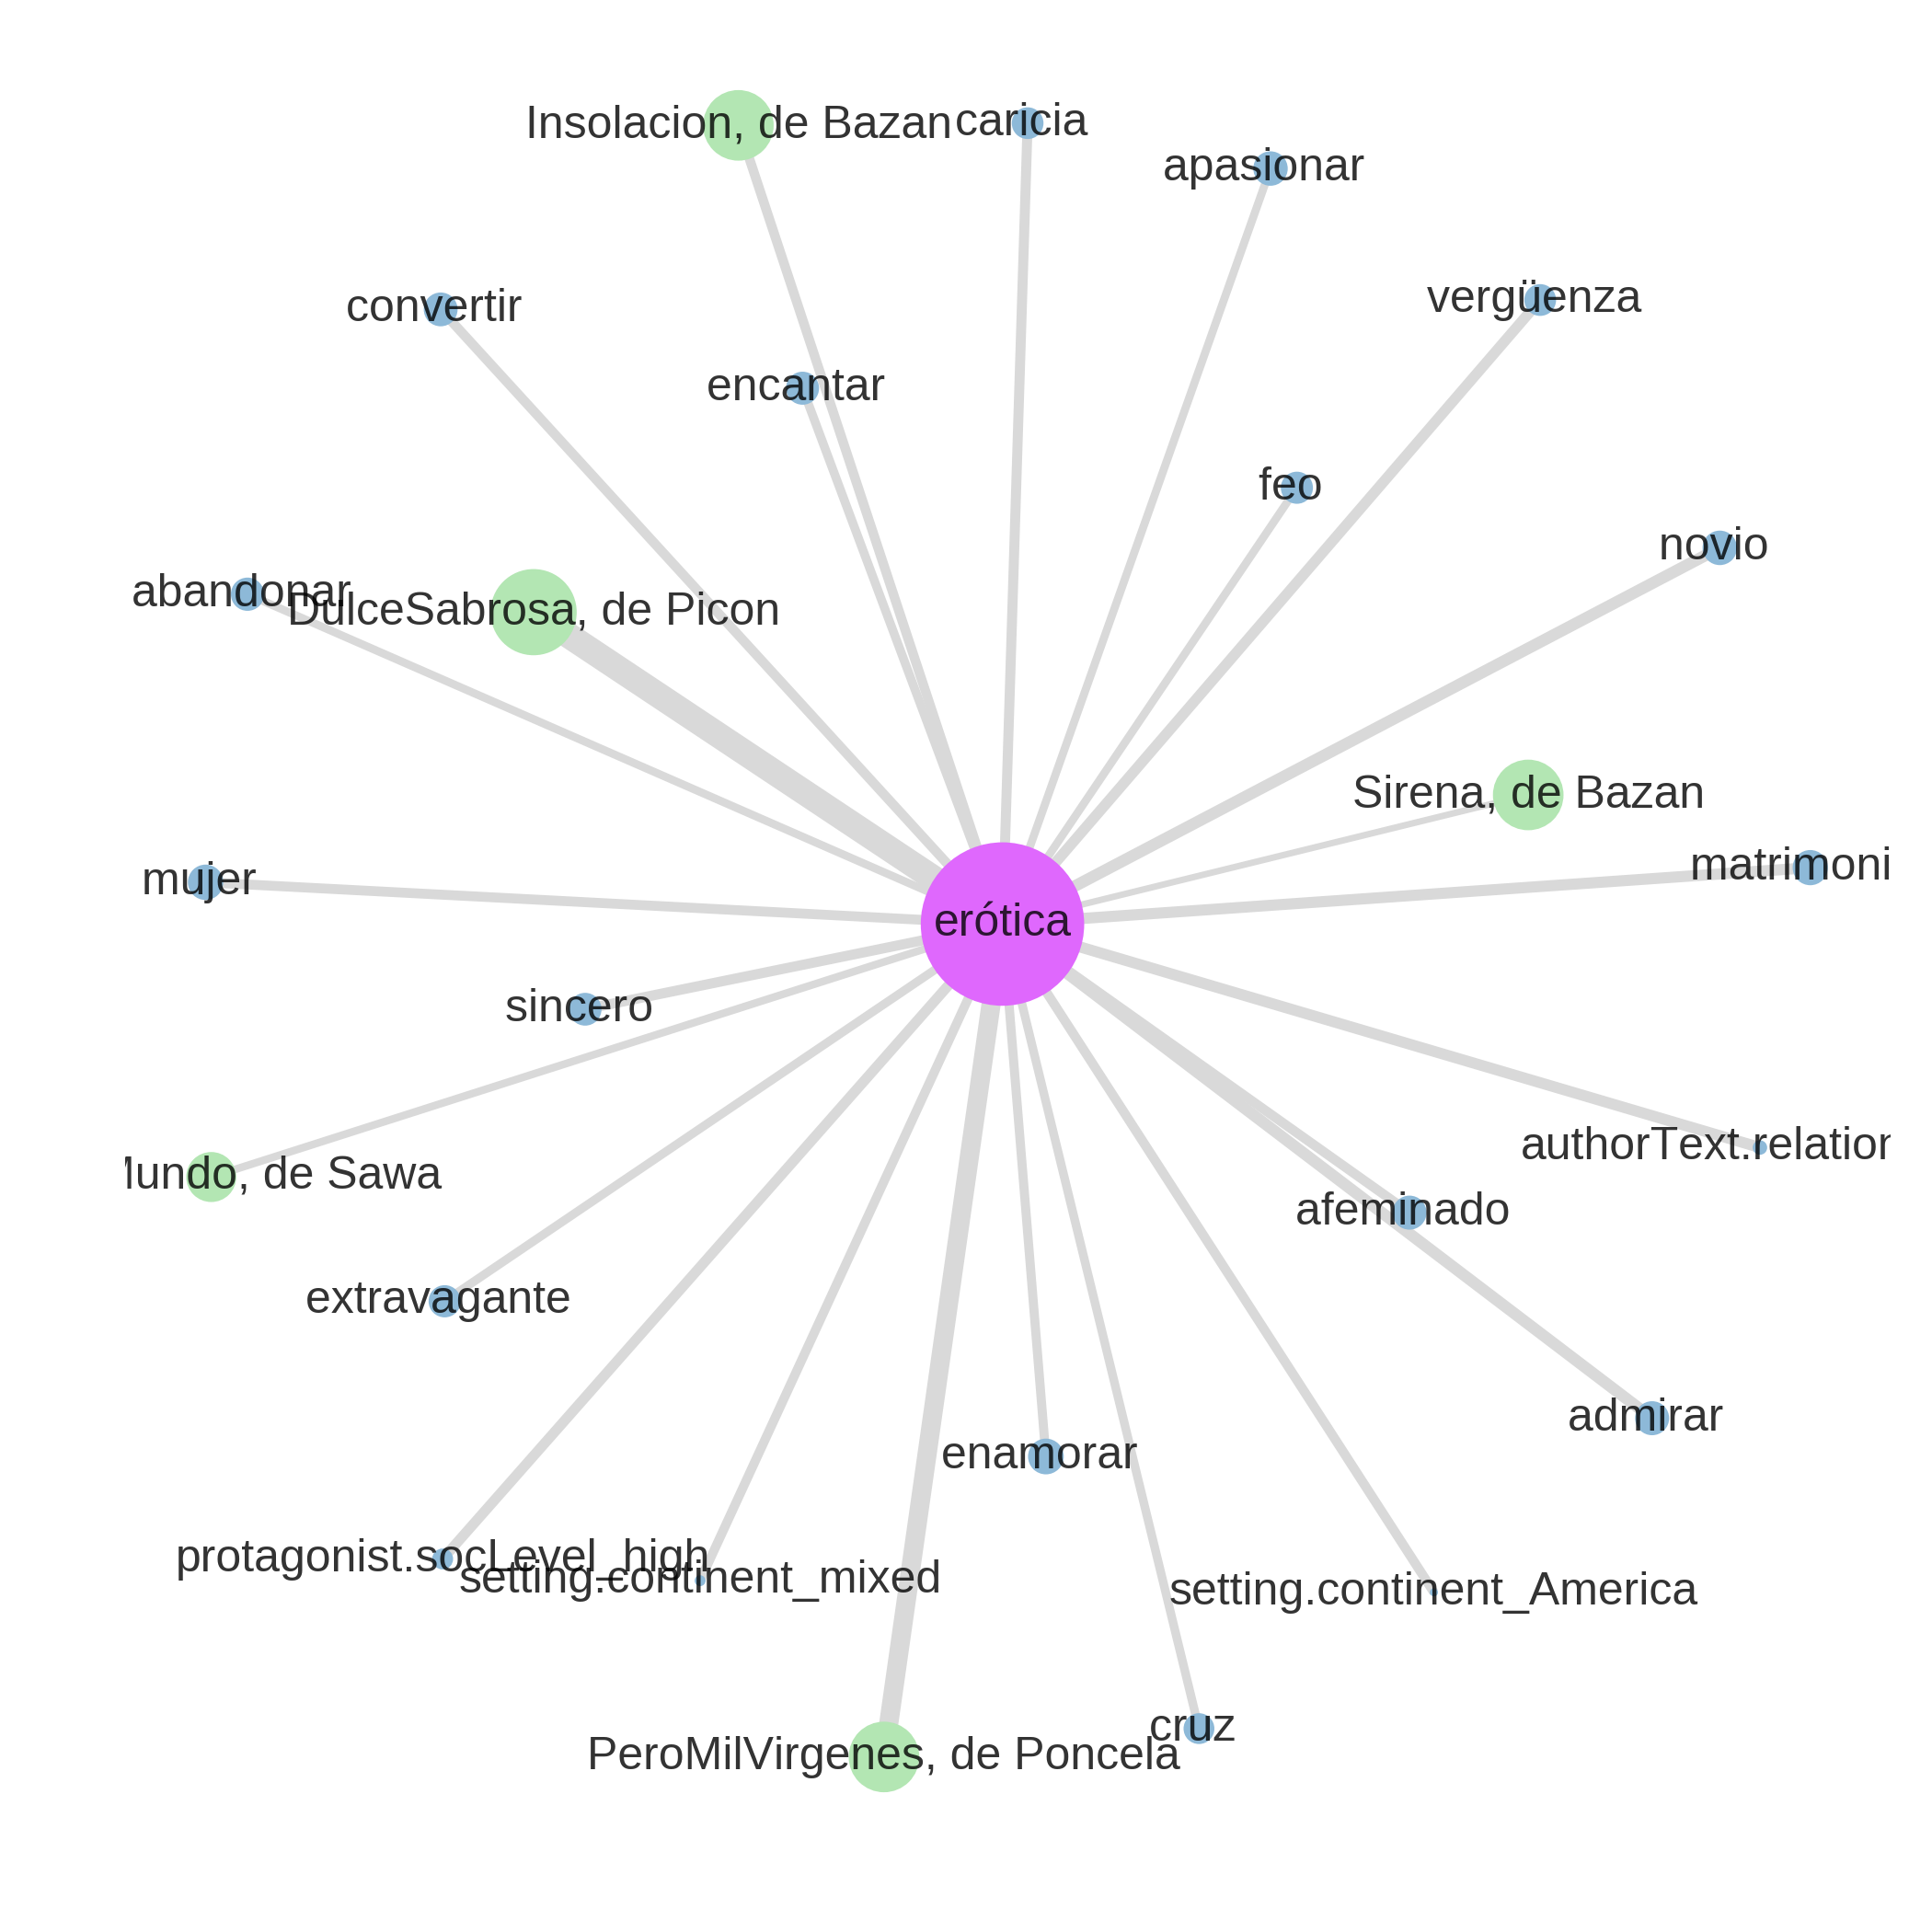 Insolacion, de Bazan
caricia
apasionar
convertir
vergüenza
encantar
feo
novio
abandonar
DulceSabrosa, de Picon
Sirena, de Bazan
matrimoni
mujer
erótica
sincero
authorText.relation
Mundo, de Sawa
afeminado
extravagante
admirar
enamorar
protagonist.socLevel_high
setting.continent_mixed
setting.continent_America
cruz
PeroMilVirgenes, de Poncela